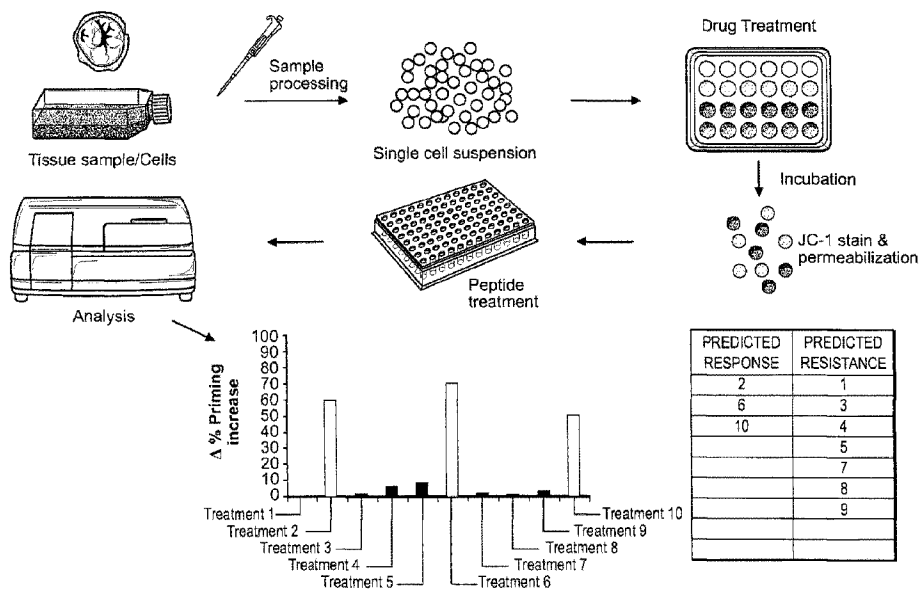 Drug Treatment
Sample
processing
Tissue sample/Cells
Single cell suspension
Incubation
JC-1 stain &
permeabilization
Peptide
treatment
Analysis
Δ % Priming
increase
100
90
80
70
60
50
40
30
20
10
0
Treatment 1
Treatment 2
Treatment 3
Treatment 4
Treatment 5
Treatment 6
Treatment 7
Treatment 8
Treatment 9
Treatment 10
PREDICTED RESPONSE PREDICTED RESISTANCE
2 1
6 3
10 4
5
7
8
9